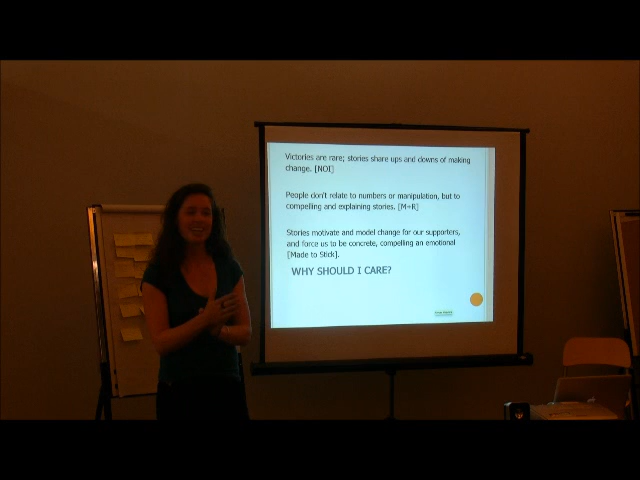 Victories are rare; stories share ups and downs of making
change. [NOI]
People don't relate to numbers or manipulation, but to
compelling and explaining stories. [M+R]
Stories motivate and model change for our supporters,
and force us to be concrete, compelling an emotional
[Made to Stick].
WHY SHOULD I CARE?